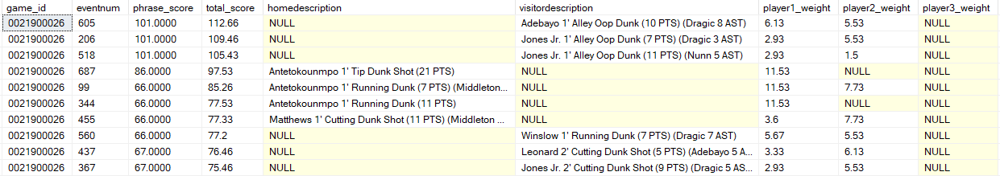 game_id eventnum phrase_score total_score homedescription visitordescription player1_weight player2_weight player3_weight
0021900026 605 101.0000 112.66 NULL Adebayo 1' Alley Oop Dunk (10 PTS) (Dragic 8 AST) 6.13 5.53 NULL
0021900026 206 101.0000 109.46 NULL Jones Jr. 1' Alley Oop Dunk (7 PTS) (Dragic 3 AST) 2.93 5.53 NULL
0021900026 518 101.0000 105.43 NULL Jones Jr. 1' Alley Oop Dunk (11 PTS) (Nunn 5 AST) 2.93 1.5 NULL
0021900026 687 86.0000 97.53 Antetokounmpo 1' Tip Dunk Shot (21 PTS) NULL 11.53 NULL NULL
0021900026 99 66.0000 85.26 Antetokounmpo 1' Running Dunk (7 PTS) (Middleton... NULL 11.53 7.73 NULL
0021900026 344 66.0000 77.53 Antetokounmpo 1' Running Dunk (11 PTS) NULL 11.53 NULL NULL
0021900026 455 66.0000 77.33 Matthews 1' Cutting Dunk Shot (11 PTS) (Middleton ... NULL 3.6 7.73 NULL
0021900026 560 66.0000 77.2 NULL Winslow 1' Running Dunk (7 PTS) (Dragic 7 AST) 5.67 5.53 NULL
0021900026 437 67.0000 76.46 NULL Leonard 2' Cutting Dunk Shot (5 PTS) (Adebayo 5 A... 3.33 6.13 NULL
0021900026 367 67.0000 75.46 NULL Jones Jr. 2' Cutting Dunk Shot (9 PTS) (Dragic 5 AS... 2.93 5.53 NULL